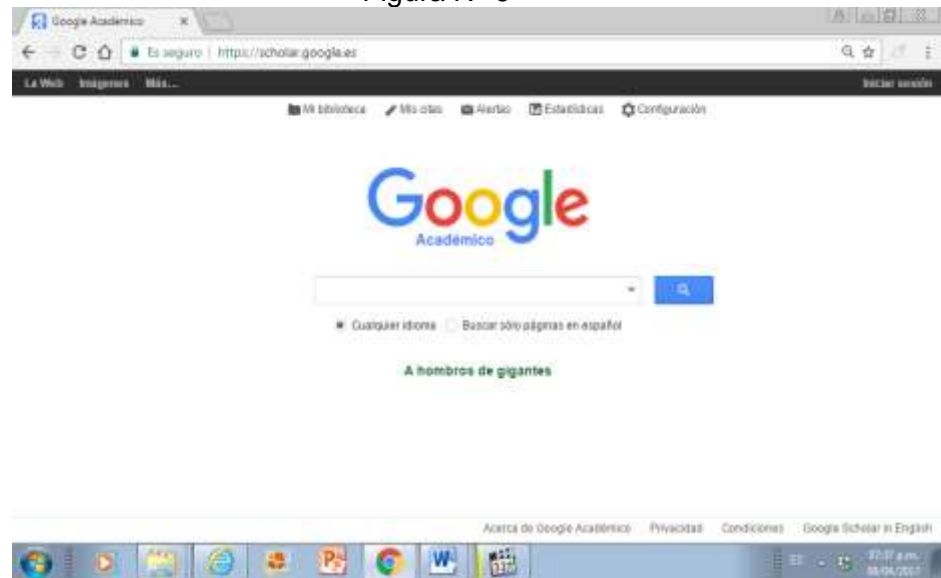 Google Académico
Es seguro | https://scholar.google.es
La Web Imágenes Más... Iniciar sesión
Mi biblioteca Mis citas Alertas Estadísticas Configuración
Google
Académico
Cualquier idioma Buscar sólo páginas en español
A hombros de gigantes
Acerca de Google Académico Privacidad Condiciones Google Scholar in English
ES
p.m.